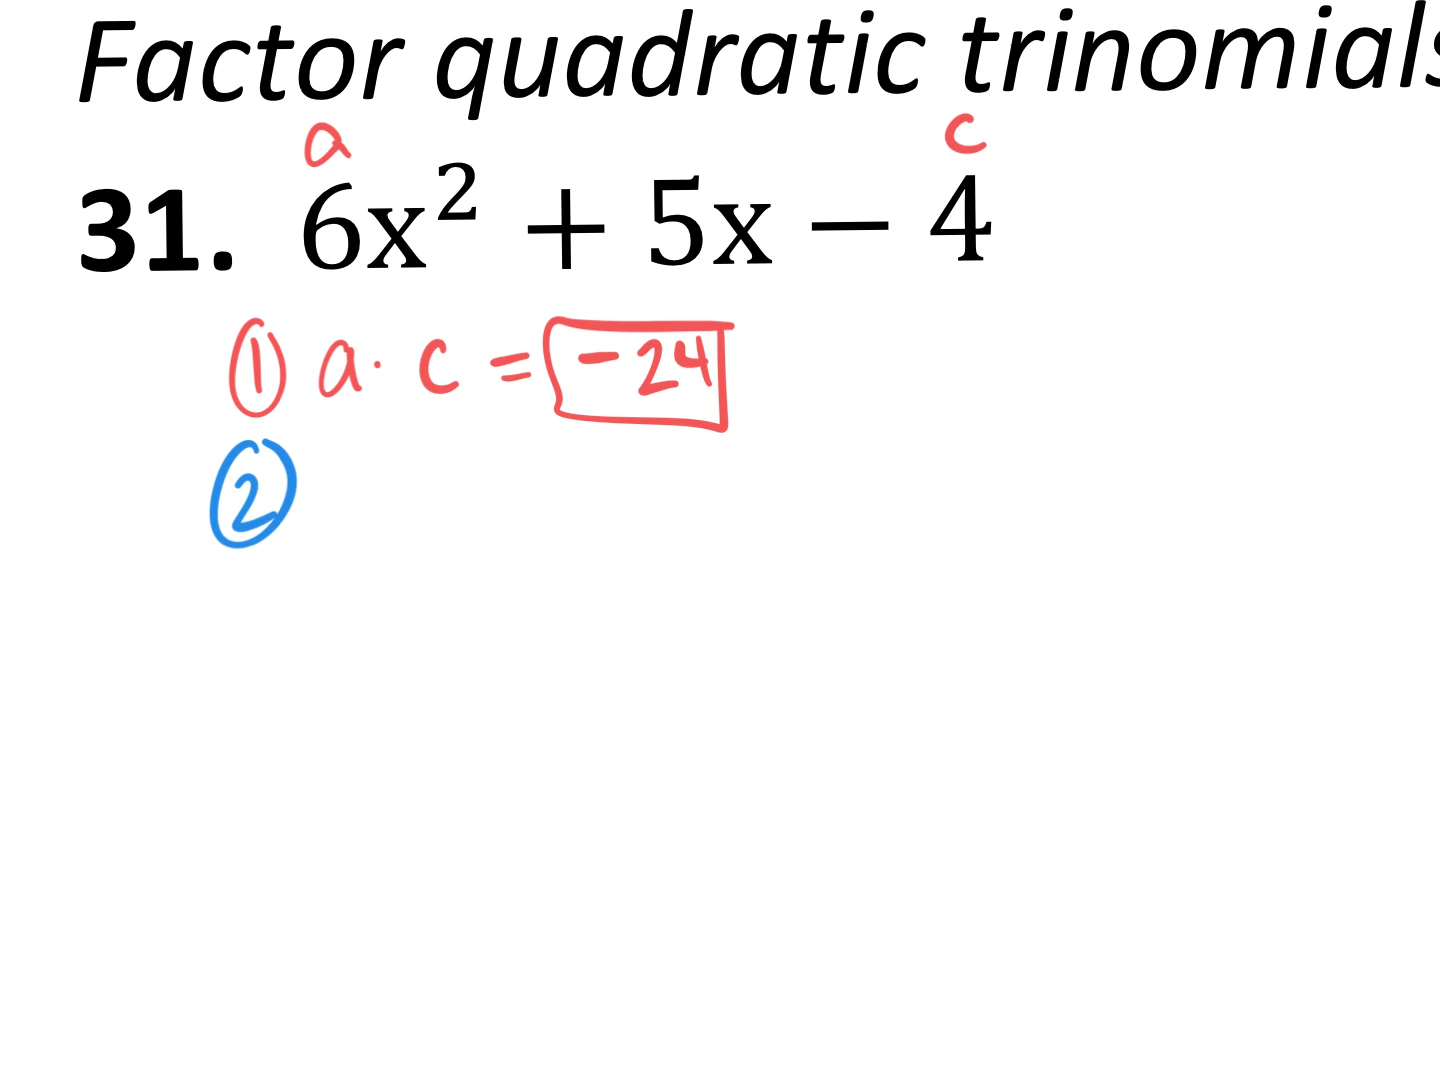 Factor quadratic trinomials
a c
31. 6x² + 5x − 4
① a · c = -24
②